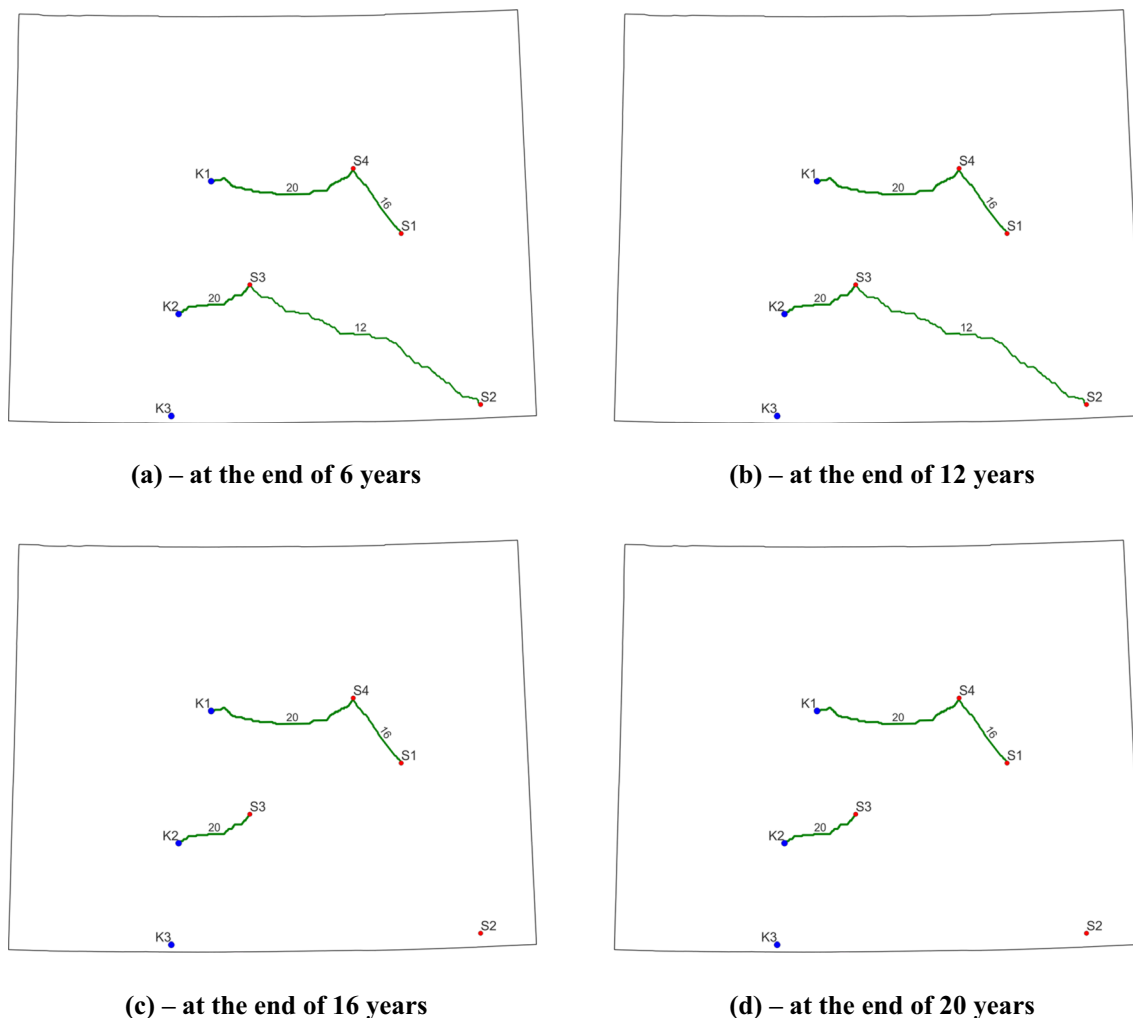 S4
K1
20
16
S1
S3
K2
20
12
K3
S2
(a) – at the end of 6 years
S4
K1
20
16
S1
S3
K2
20
12
K3
S2
(b) – at the end of 12 years
S4
K1
20
16
S1
S3
K2
20
K3
S2
(c) – at the end of 16 years
S4
K1
20
16
S1
S3
K2
20
K3
S2
(d) – at the end of 20 years